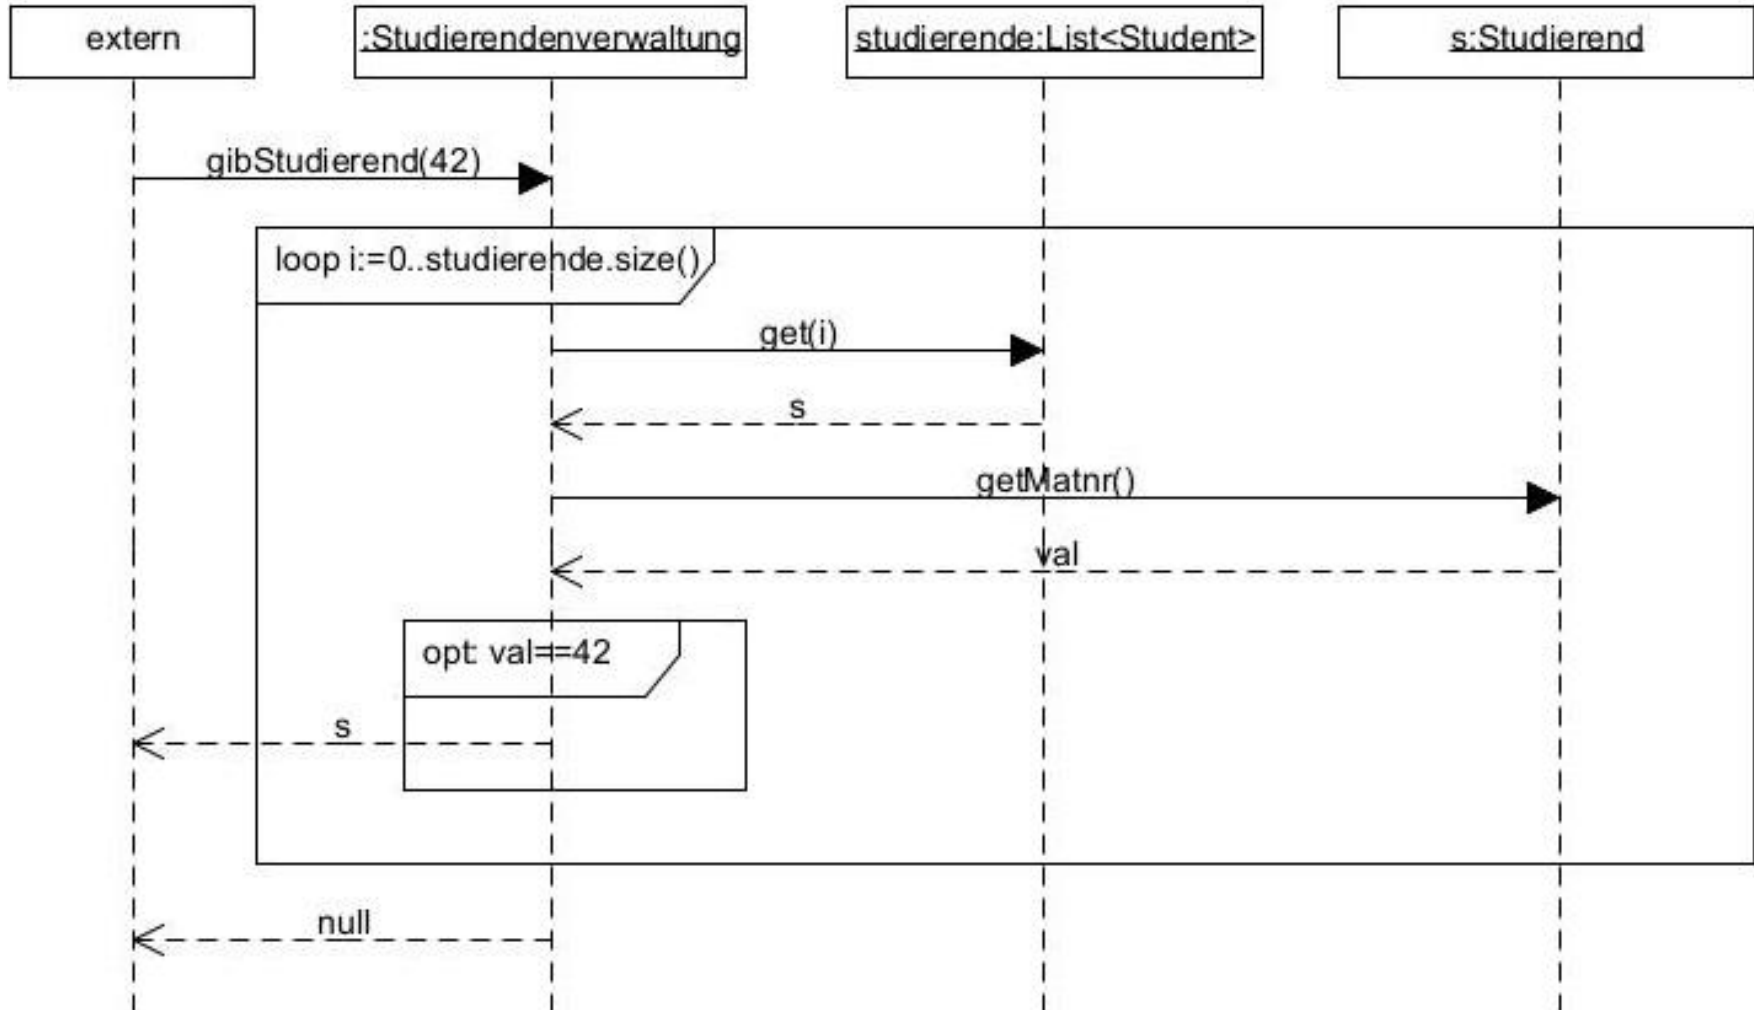 extern
:Studierendenverwaltung
studierende:List<Student>
s:Studierend
gibStudierend(42)
loop i:=0..studierende.size()
get(i)
s
getMatnr()
val
opt: val==42
s
null